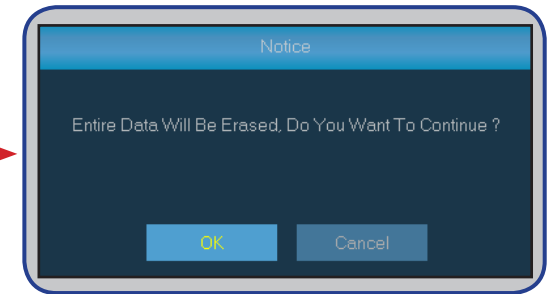 Notice
Entire Data Will Be Erased, Do You Want To Continue ?
OK
Cancel